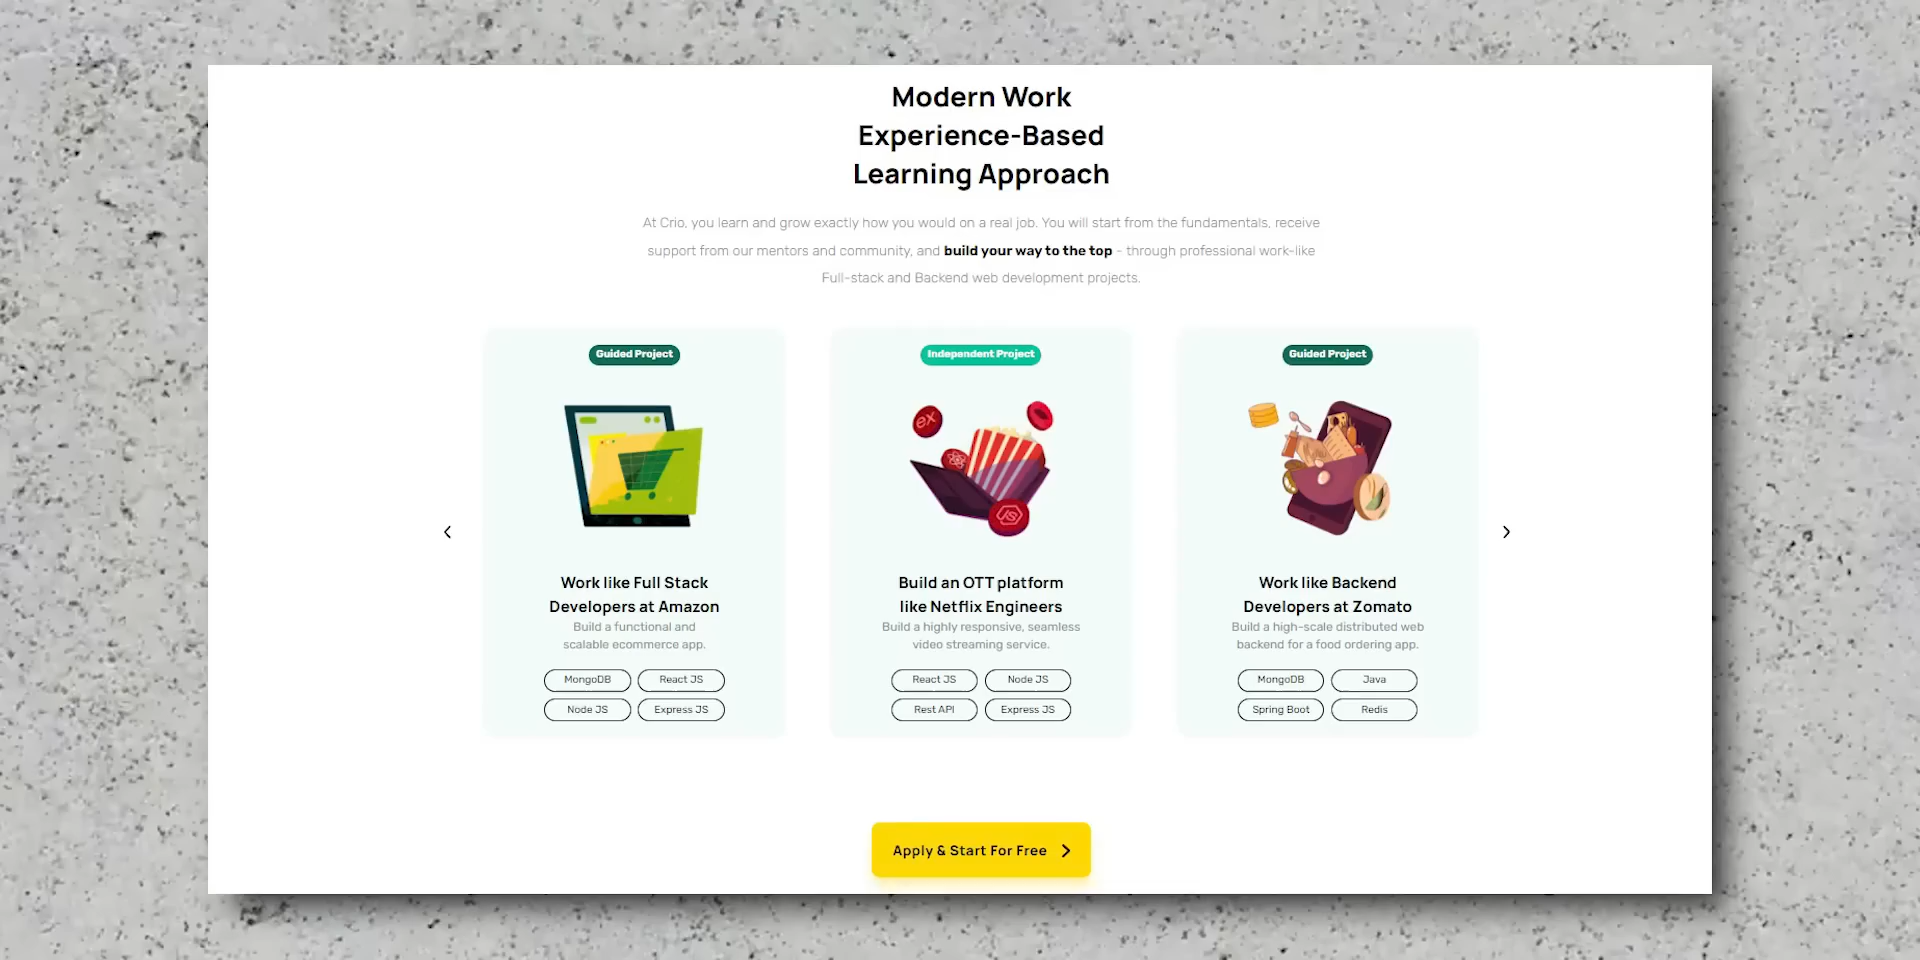 Modern Work
Experience-Based
Learning Approach
At Crio, you learn and grow exactly how you would on a real job. You will start from the fundamentals, receive
support from our mentors and community, and build your way to the top - through professional work-like
Full-stack and Backend web development projects.
Guided Project
Work like Full Stack
Developers at Amazon
Build a functional and
scalable ecommerce app.
MongoDB
React JS
Node JS
Express JS
Independent Project
ex
JS
Build an OTT platform
like Netflix Engineers
Build a highly responsive, seamless
video streaming service.
React JS
Node JS
Rest API
Express JS
Guided Project
Work like Backend
Developers at Zomato
Build a high-scale distributed web
backend for a food ordering app.
MongoDB
Java
Spring Boot
Redis
Apply & Start For Free